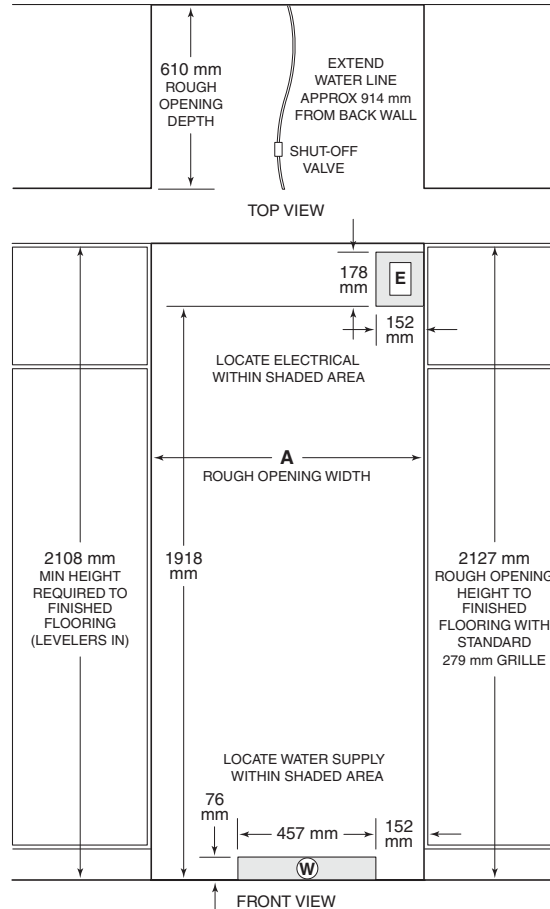 610 mm
ROUGH
OPENING
DEPTH
EXTEND
WATER LINE
APPROX 914 mm
FROM BACK WALL
SHUT-OFF
VALVE
TOP VIEW
178
mm
E
152
mm
LOCATE ELECTRICAL
WITHIN SHADED AREA
A
ROUGH OPENING WIDTH
2108 mm
MIN HEIGHT
REQUIRED TO
FINISHED
FLOORING
(LEVELERS IN)
1918
mm
2127 mm
ROUGH OPENING
HEIGHT TO
FINISHED
FLOORING WITH
STANDARD
279 mm GRILLE
LOCATE WATER SUPPLY
WITHIN SHADED AREA
76
mm
457 mm
152
mm
W
FRONT VIEW